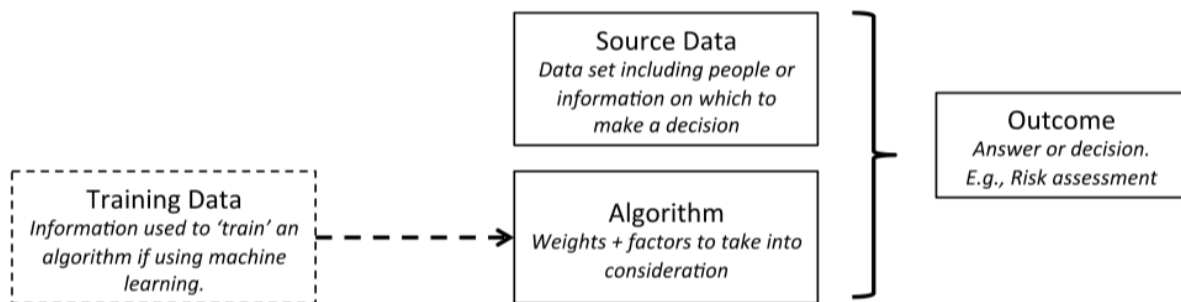 Source Data
Data set including people or
information on which to
make a decision
Outcome
Answer or decision.
E.g., Risk assessment
Training Data
Information used to ‘train’ an
algorithm if using machine
learning.
Algorithm
Weights + factors to take into
consideration